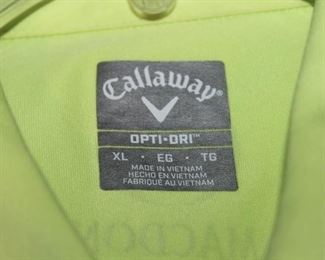 Callaway
OPTI-DRI™
XL • EG • TG
MADE IN VIETNAM
HECHO EN VIETNAM
FABRIQUÉ AU VIETNAM